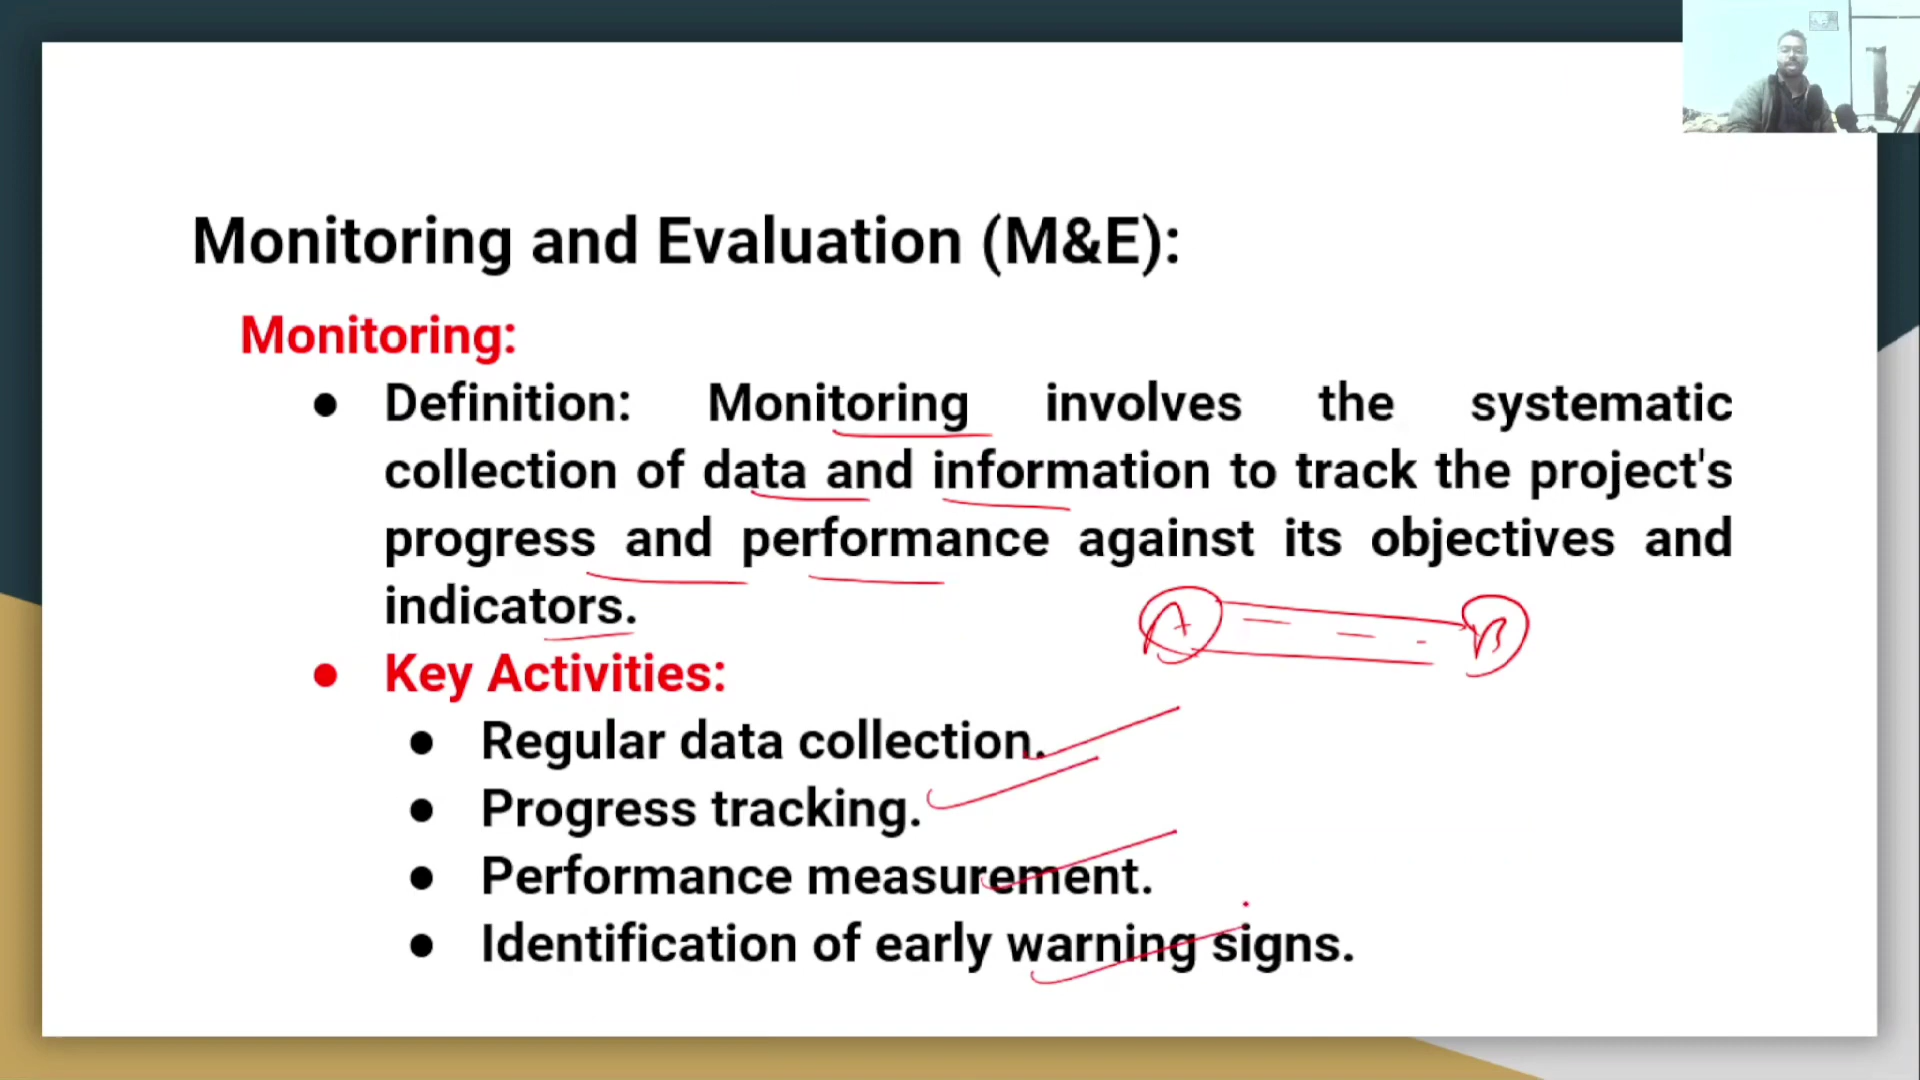 Monitoring and Evaluation (M&E):
Monitoring:
● Definition: Monitoring involves the systematic
collection of data and information to track the project's
progress and performance against its objectives and
indicators.
A B
● Key Activities:
● Regular data collection.
● Progress tracking.
● Performance measurement.
● Identification of early warning signs.